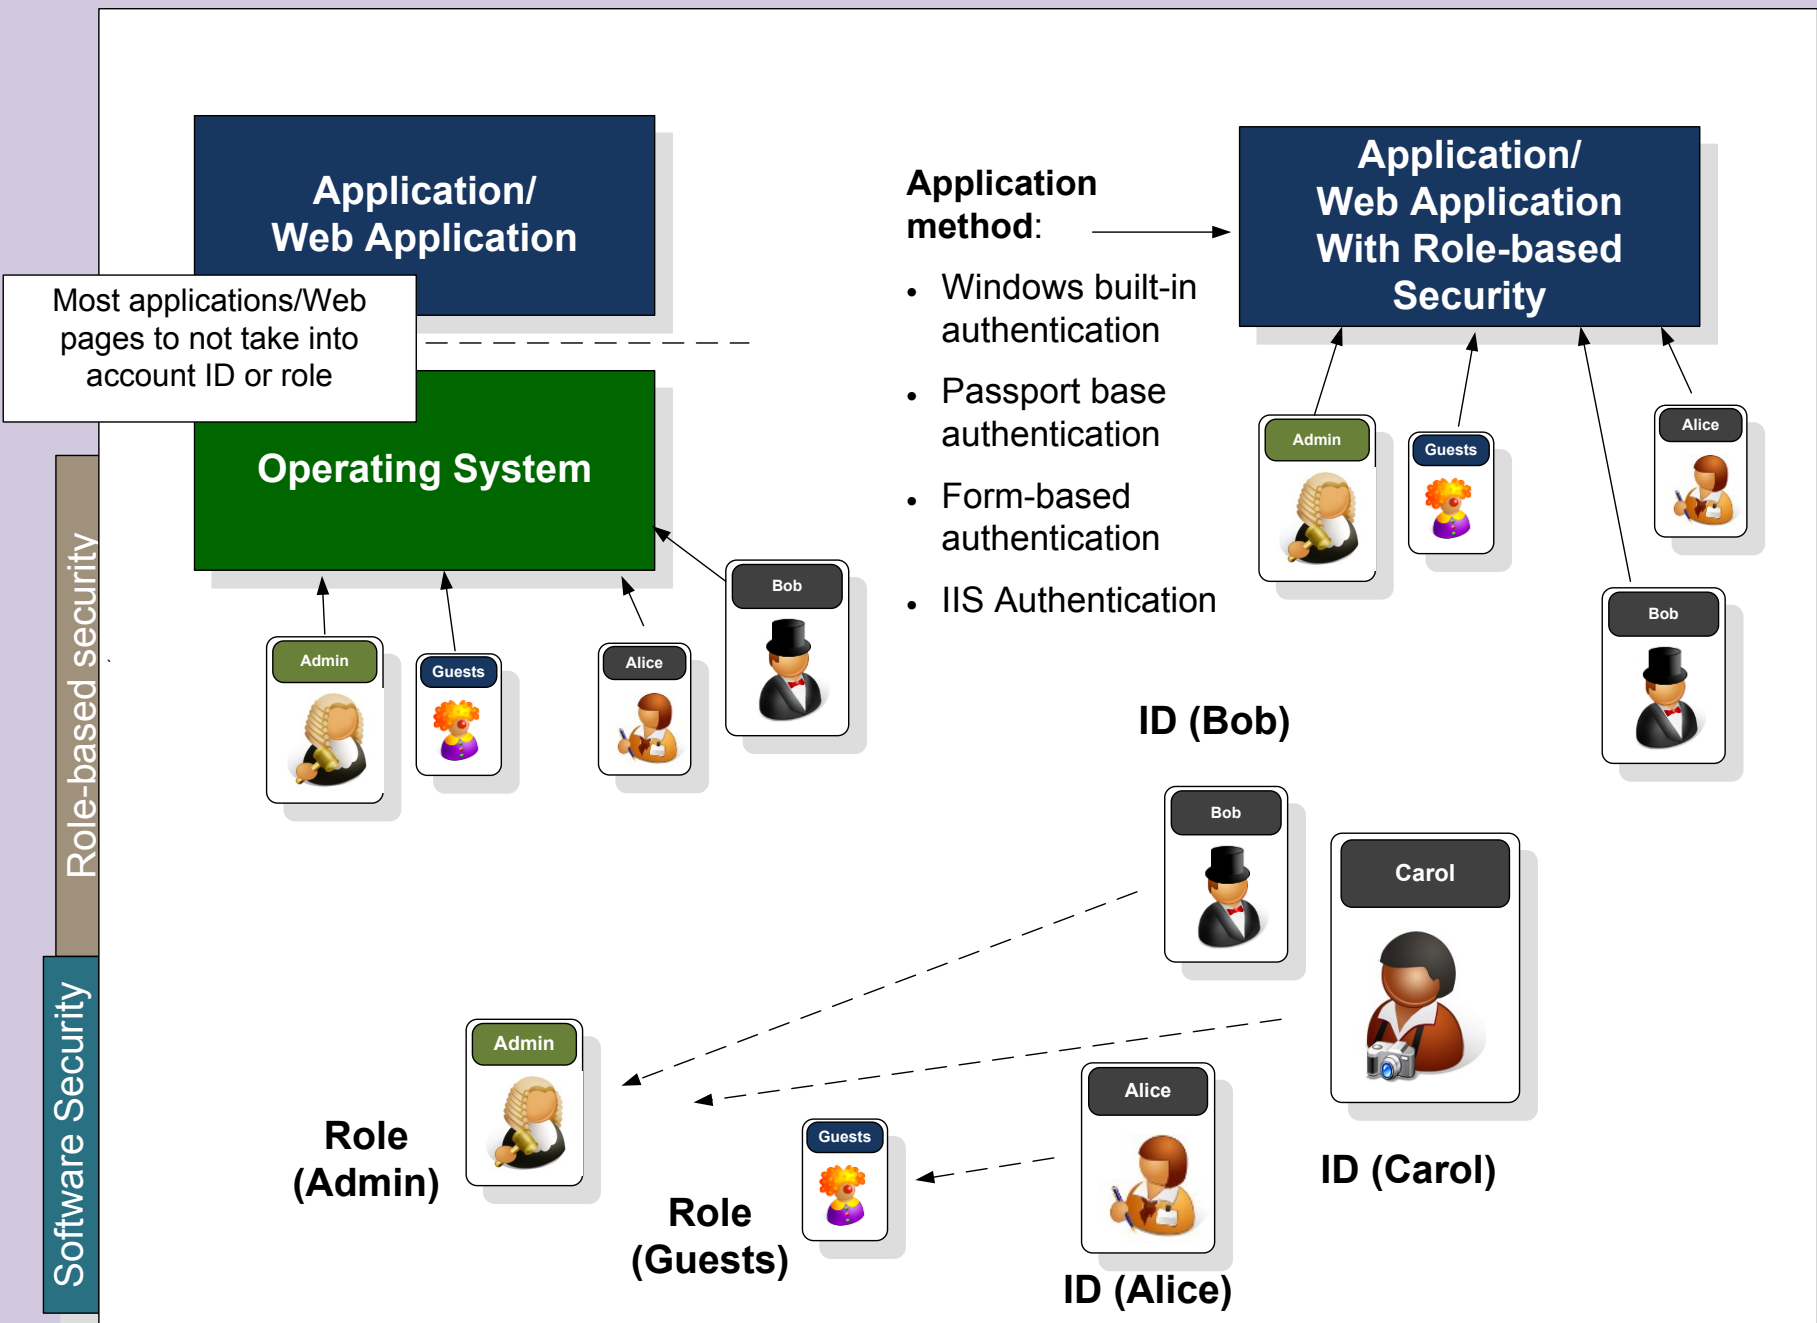 Application/
Web Application
Most applications/Web
pages to not take into
account ID or role
Operating System
Admin
Guests
Alice
Bob
Application
method:
• Windows built-in
authentication
• Passport base
authentication
• Form-based
authentication
• IIS Authentication
Application/
Web Application
With Role-based
Security
Admin
Guests
Alice
Bob
ID (Bob)
Bob
Carol
ID (Carol)
Admin
Role
(Admin)
Guests
Role
(Guests)
Alice
ID (Alice)
Role-based security
Software Security